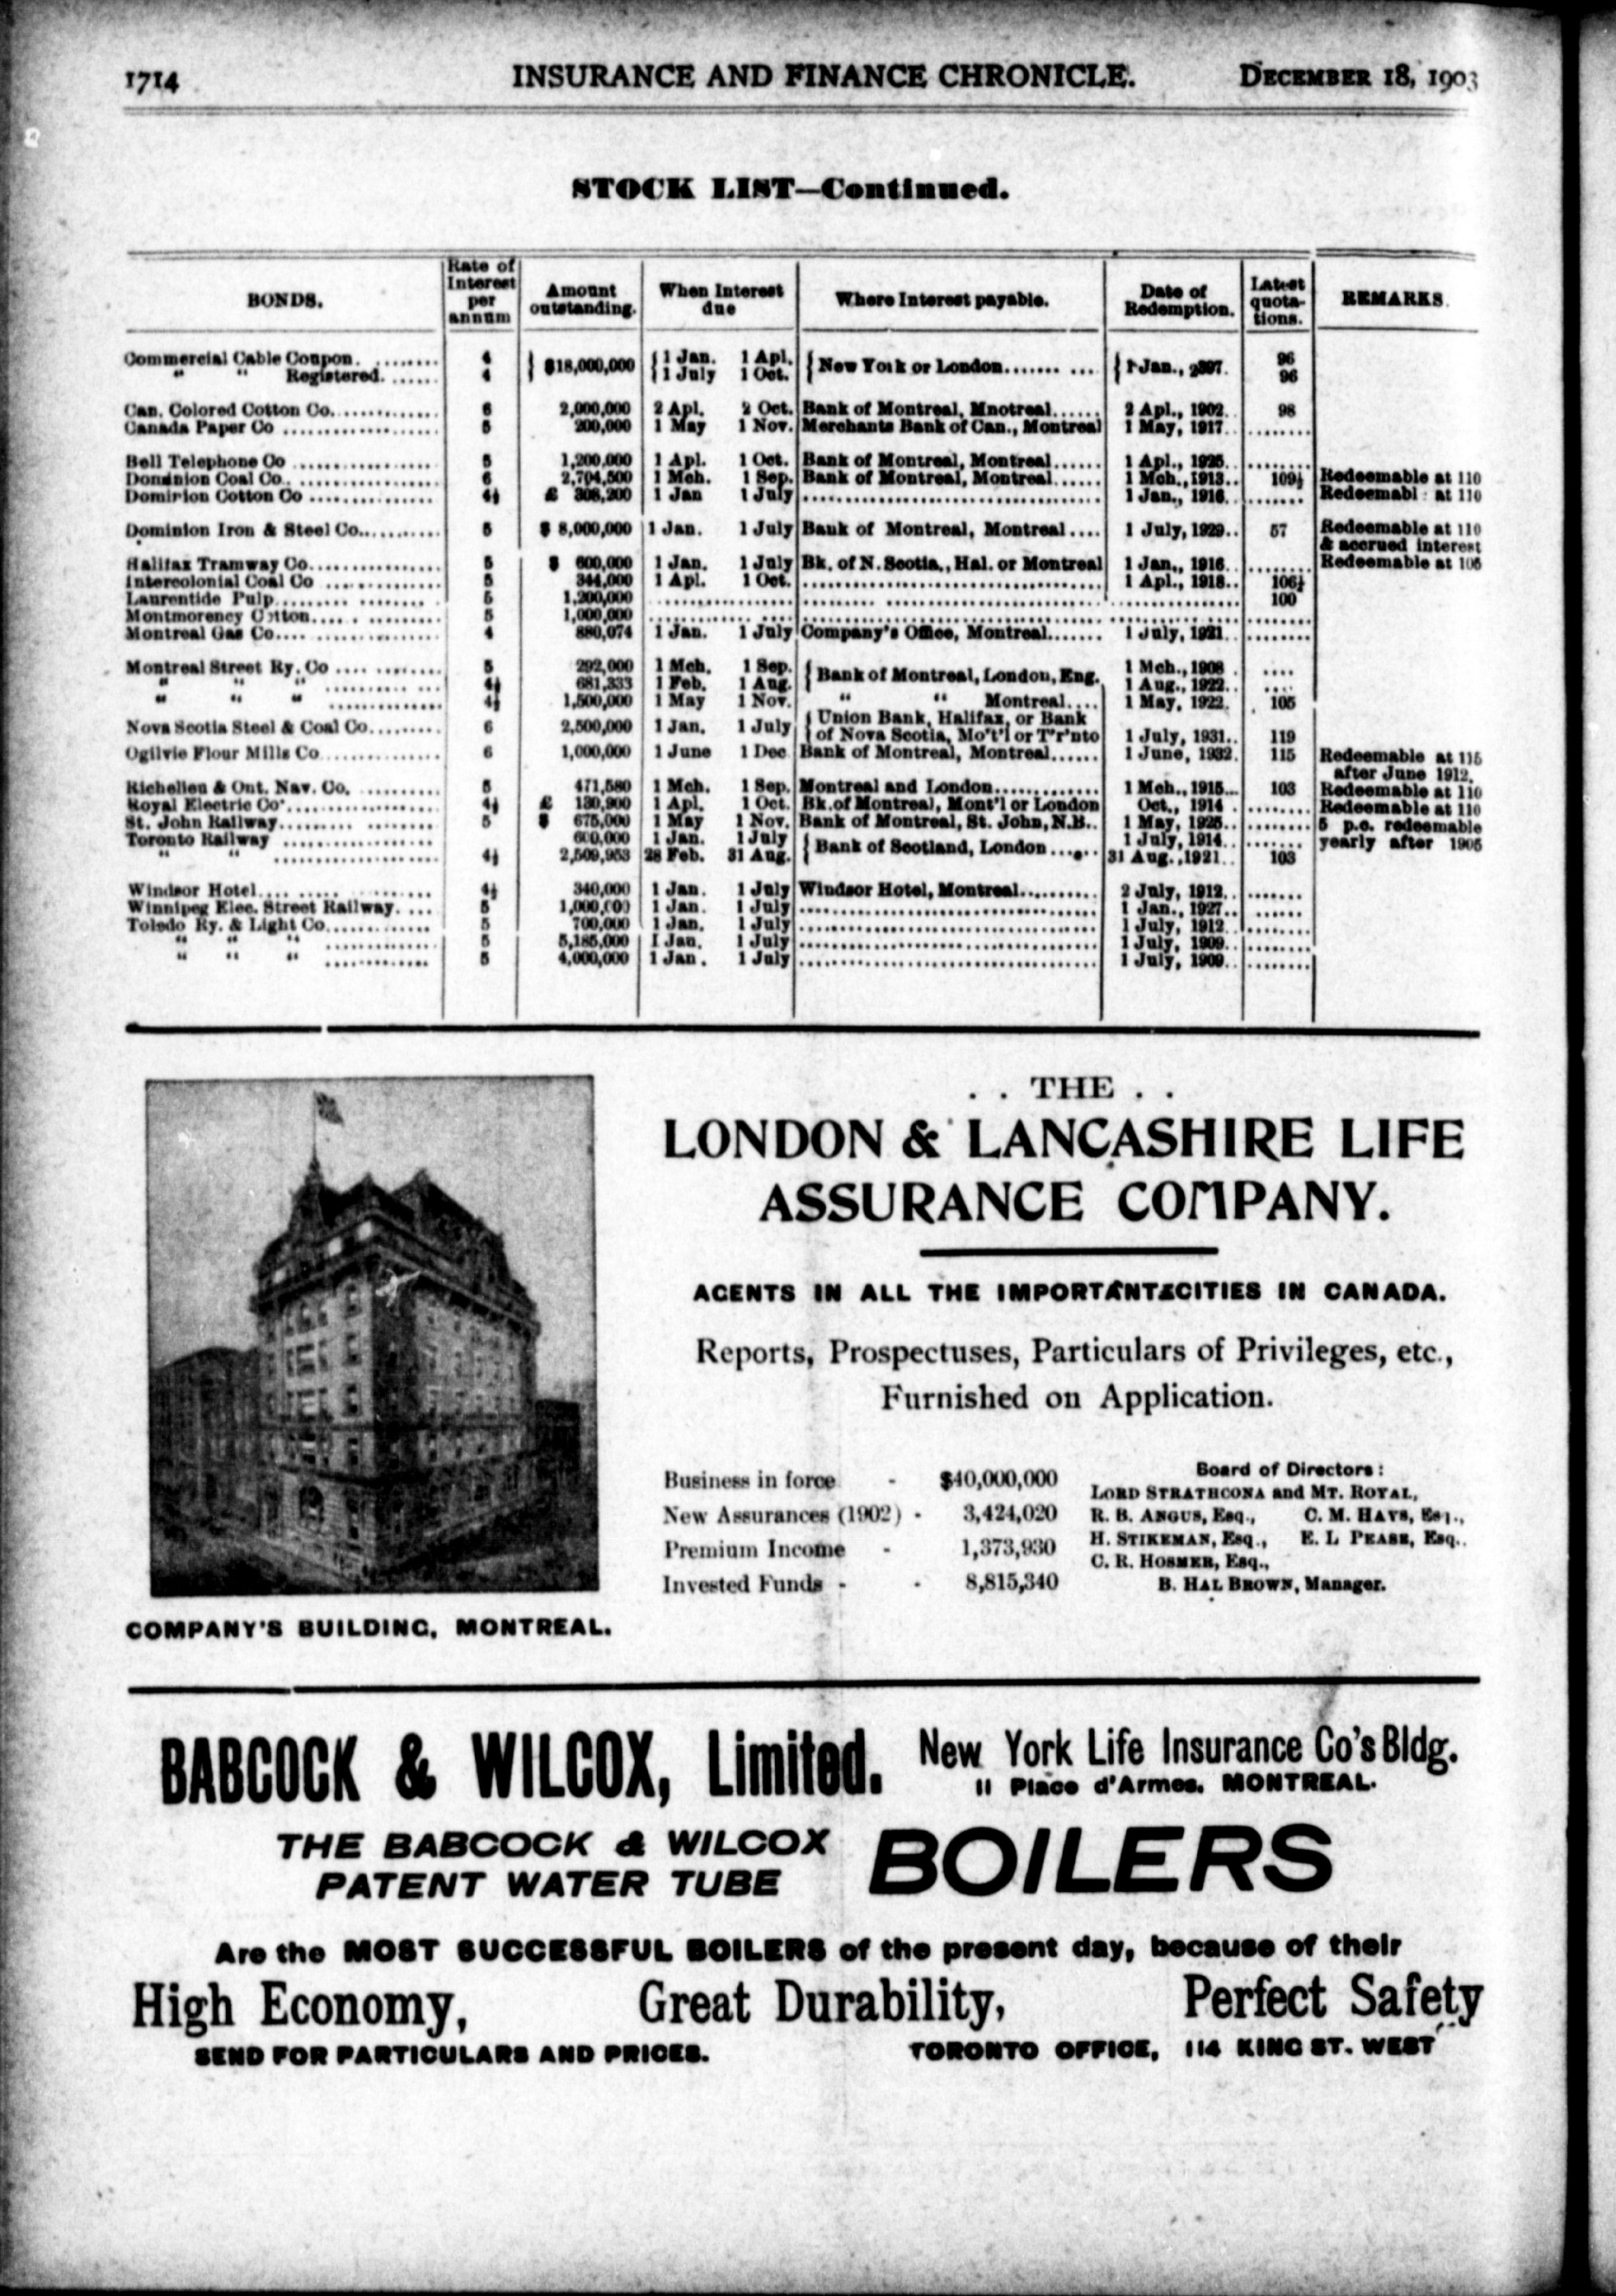 1714 INSURANCE AND FINANCE CHRONICLE. DECEMBER 18, 1903
STOCK LIST—Continued.
BONDS. Rate of Interest per annum Amount outstanding. When Interest due Where Interest payable. Date of Redemption. Latest quotations. REMARKS.
Commercial Cable Coupon. ........ 4 { $18,000,000 { 1 Jan. 1 Apl. { New York or London........ ... { 1 Jan., 2397. 96
“ “ Registered. ...... 4 { 1 July 1 Oct. 96
Can. Colored Cotton Co. ............ 6 2,000,000 2 Apl. 2 Oct. Bank of Montreal, Mnotreal...... 2 Apl., 1902.. 98
Canada Paper Co ................... 5 200,000 1 May 1 Nov. Merchants Bank of Can., Montreal 1 May, 1917.. ........
Bell Telephone Co ................. 5 1,200,000 1 Apl. 1 Oct. Bank of Montreal, Montreal...... 1 Apl., 1925.. ........
Dominion Coal Co.. ................ 6 2,704,500 1 Mch. 1 Sep. Bank of Montreal, Montreal...... 1 Mch., 1913.. 109½ Redeemable at 110
Dominion Cotton Co ............... 4½ £ 308,200 1 Jan 1 July .................................... 1 Jan., 1916.. ....... Redeemabl at 110
Dominion Iron & Steel Co........... 5 $ 8,000,000 1 Jan. 1 July Bank of Montreal, Montreal.... 1 July, 1929.. 57 Redeemable at 110
& accrued interest
Halifax Tramway Co................ 5 $ 600,000 1 Jan. 1 July Bk. of N. Scotia., Hal. or Montreal 1 Jan., 1916.. ........ Redeemable at 105
Intercolonial Coal Co .............. 5 344,000 1 Apl. 1 Oct. .................................... 1 Apl., 1918.. 106½
Laurentide Pulp......... ........ 5 1,200,000 ................ .................................... ................ 100
Montmorency Cotton..... ......... 5 1,000,000 ................ .................................... ................ ........
Montreal Gas Co.... ............... 4 880,074 1 Jan. 1 July Company's Office, Montreal....... 1 July, 1921.. ........
Montreal Street Ry. Co .... ........ 5 292,000 1 Mch. 1 Sep. { Bank of Montreal, London, Eng. 1 Mch., 1908 . ....
“ “ “ ............ ... 4½ 681,333 1 Feb. 1 Aug. 1 Aug., 1922.. ....
“ “ “ .............. 4½ 1,500,000 1 May 1 Nov. “ “ Montreal.... 1 May, 1922. . 105
Nova Scotia Steel & Coal Co......... 6 2,500,000 1 Jan. 1 July { Union Bank, Halifax, or Bank
of Nova Scotia, Mo't'l or T'r'nto 1 July, 1931.. 119
Ogilvie Flour Mills Co............... 6 1,000,000 1 June 1 Dec Bank of Montreal, Montreal...... 1 June, 1932. 115 Redeemable at 115
after June 1912.
Richelieu & Ont. Nav. Co. .......... 5 471,580 1 Mch. 1 Sep. Montreal and London............. 1 Mch., 1915... 103 Redeemable at 110
Royal Electric Co................... 4½ £ 130,900 1 Apl. 1 Oct. Bk. of Montreal, Mont'l or London Oct., 1914 . ........ Redeemable at 110
St. John Railway......... ......... 5 $ 675,000 1 May 1 Nov. Bank of Montreal, St. John, N.B.. 1 May, 1925.. ........ 5 p.c. redeemable
Toronto Railway .................. 600,000 1 Jan. 1 July { Bank of Scotland, London...... 1 July, 1914.. ....... yearly after 1905
“ “ .................... 4½ 2,509,953 28 Feb. 31 Aug. 31 Aug., 1921.. 103
Windsor Hotel.... ..... .......... 4½ 340,000 1 Jan. 1 July Windsor Hotel, Montreal.......... 2 July, 1912.. .......
Winnipeg Elec. Street Railway. .... 5 1,000,000 1 Jan. 1 July .................................... 1 Jan., 1927.. ......
Toledo Ry. & Light Co............. 5 700,000 1 Jan. 1 July .................................... 1 July, 1912.. ........
“ “ “ .............. 5 5,185,000 1 Jan. 1 July .................................... 1 July, 1909.. ........
“ “ “ .............. 5 4,000,000 1 Jan. 1 July .................................... 1 July, 1909.. ........
. . THE . .
LONDON & LANCASHIRE LIFE
ASSURANCE COMPANY.
AGENTS IN ALL THE IMPORTANT CITIES IN CANADA.
Reports, Prospectuses, Particulars of Privileges, etc.,
Furnished on Application.
Business in force - $40,000,000
New Assurances (1902) - 3,424,020
Premium Income - 1,373,930
Invested Funds - - 8,815,340
Board of Directors:
LORD STRATHCONA and MT. ROYAL,
R. B. ANGUS, Esq., C. M. HAYS, Esq.,
H. STIKEMAN, Esq., E. L PEASE, Esq..
C. R. HOSMER, Esq.,
B. HAL BROWN, Manager.
COMPANY'S BUILDING, MONTREAL.
BABCOCK & WILCOX, Limited. New York Life Insurance Co's Bldg.
11 Place d'Armes. MONTREAL.
THE BABCOCK & WILCOX
PATENT WATER TUBE BOILERS
Are the MOST SUCCESSFUL BOILERS of the present day, because of their
High Economy, Great Durability, Perfect Safety
SEND FOR PARTICULARS AND PRICES. TORONTO OFFICE, 114 KING ST. WEST